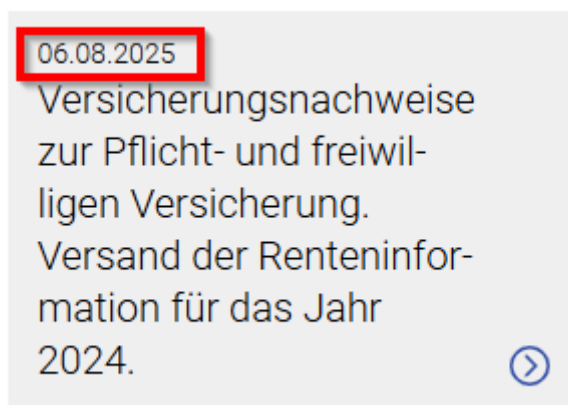 06.08.2025
Versicherungsnachweise
zur Pflicht- und freiwil-
ligen Versicherung.
Versand der Renteninfor-
mation für das Jahr
2024.